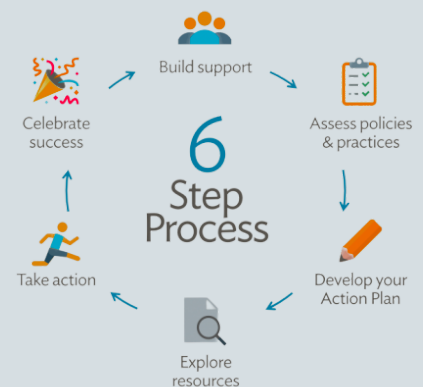 Build support
Assess policies
& practices
Develop your
Action Plan
Explore
resources
Take action
Celebrate
success
6
Step
Process